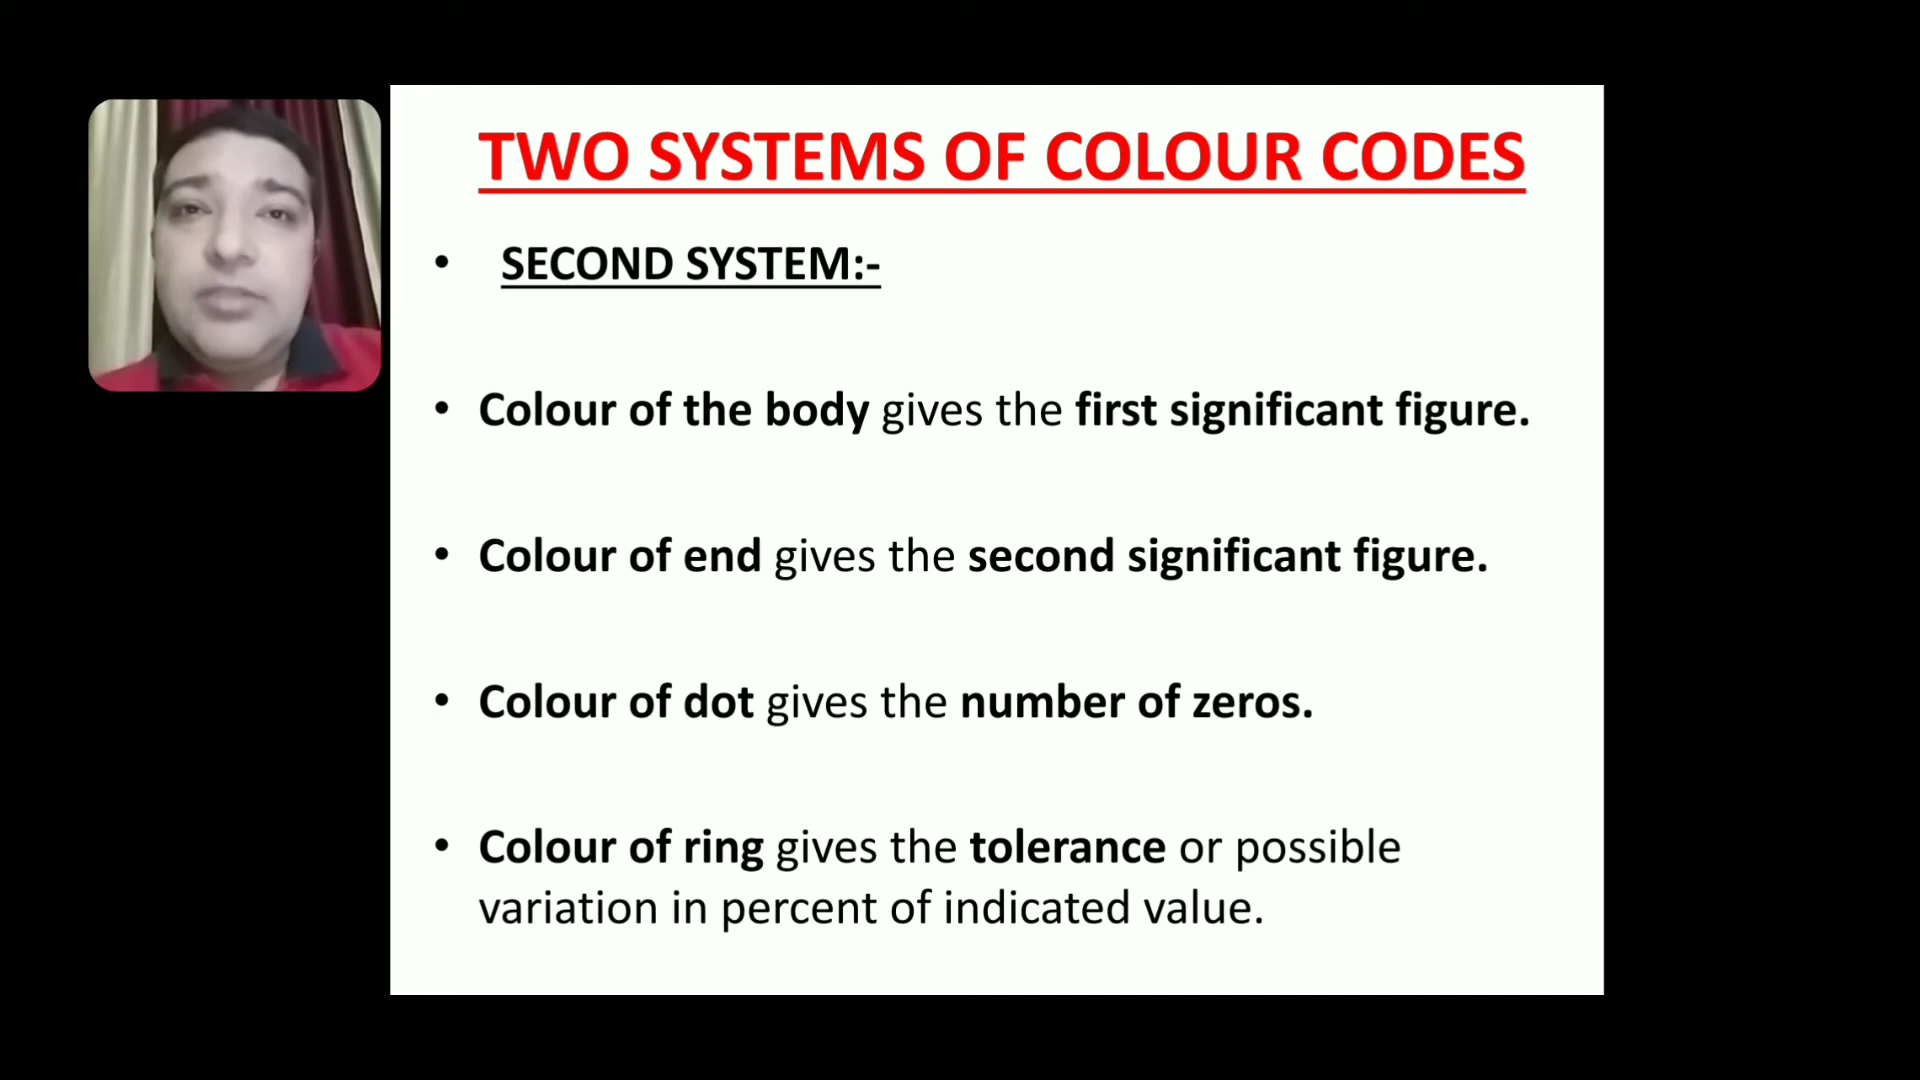 TWO SYSTEMS OF COLOUR CODES
• SECOND SYSTEM:-
• Colour of the body gives the first significant figure.
• Colour of end gives the second significant figure.
• Colour of dot gives the number of zeros.
• Colour of ring gives the tolerance or possible
variation in percent of indicated value.